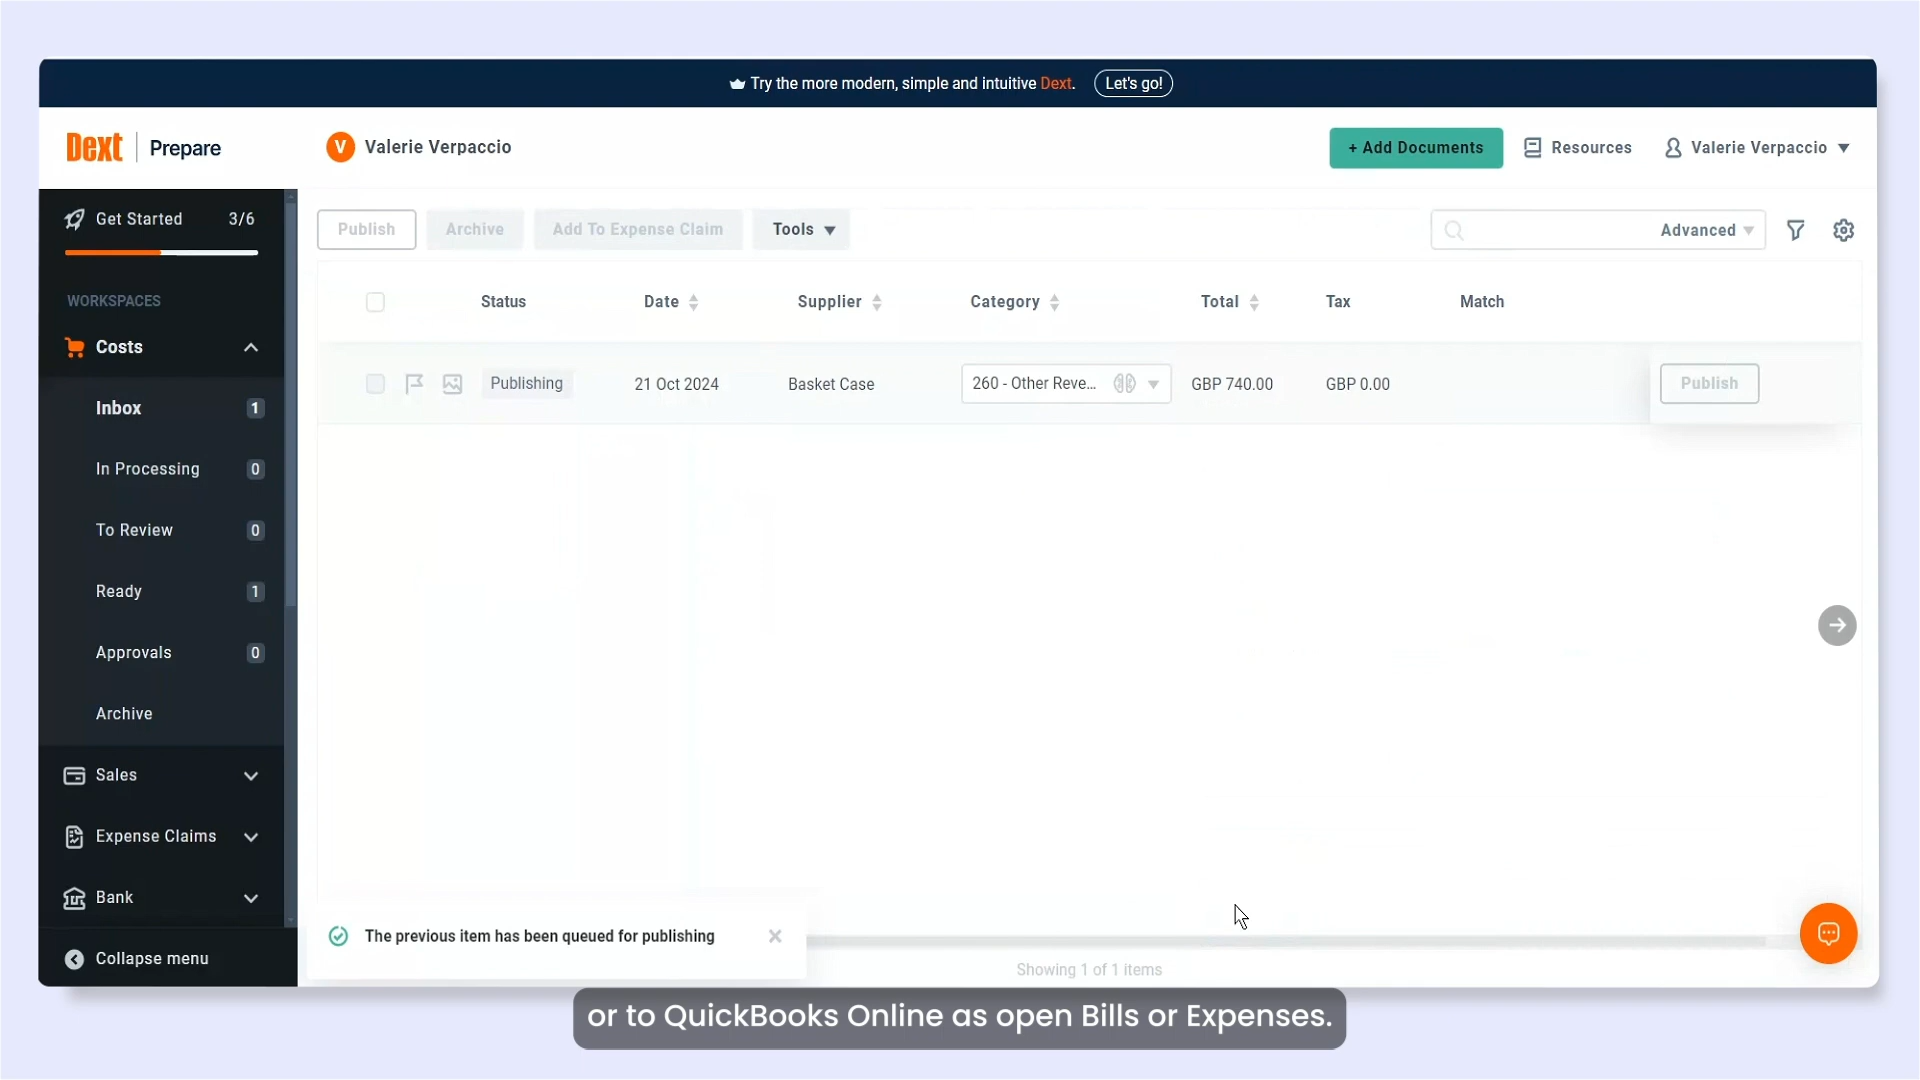 Try the more modern, simple and intuitive Dext. Let's go!
Dext Prepare
V Valerie Verpaccio
+ Add Documents
Resources
Valerie Verpaccio
Get Started 3/6
WORKSPACES
Costs
Inbox 1
In Processing 0
To Review 0
Ready 1
Approvals 0
Archive
Sales
Expense Claims
Bank
Collapse menu
Publish Archive Add To Expense Claim Tools
Advanced
Status Date Supplier Category Total Tax Match
Publishing 21 Oct 2024 Basket Case 260 - Other Reve... GBP 740.00 GBP 0.00 Publish
The previous item has been queued for publishing
Showing 1 of 1 items
or to QuickBooks Online as open Bills or Expenses.